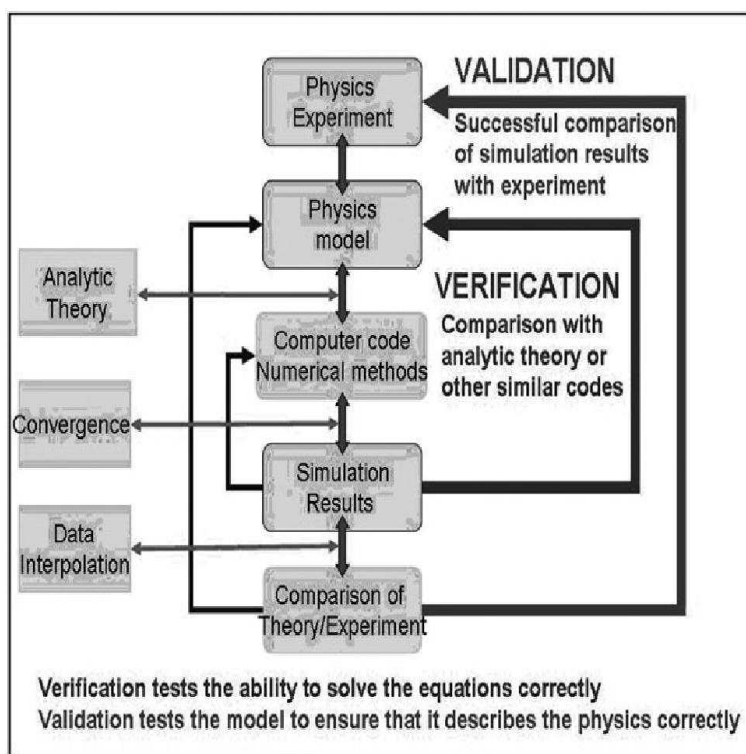 Physics
Experiment
VALIDATION
Successful comparison
of simulation results
with experiment
Physics
model
Analytic
Theory
VERIFICATION
Comparison with
analytic theory or
other similar codes
Computer code
Numerical methods
Convergence
Simulation
Results
Data
Interpolation
Comparison of
Theory/Experiment
Verification tests the ability to solve the equations correctly
Validation tests the model to ensure that it describes the physics correctly